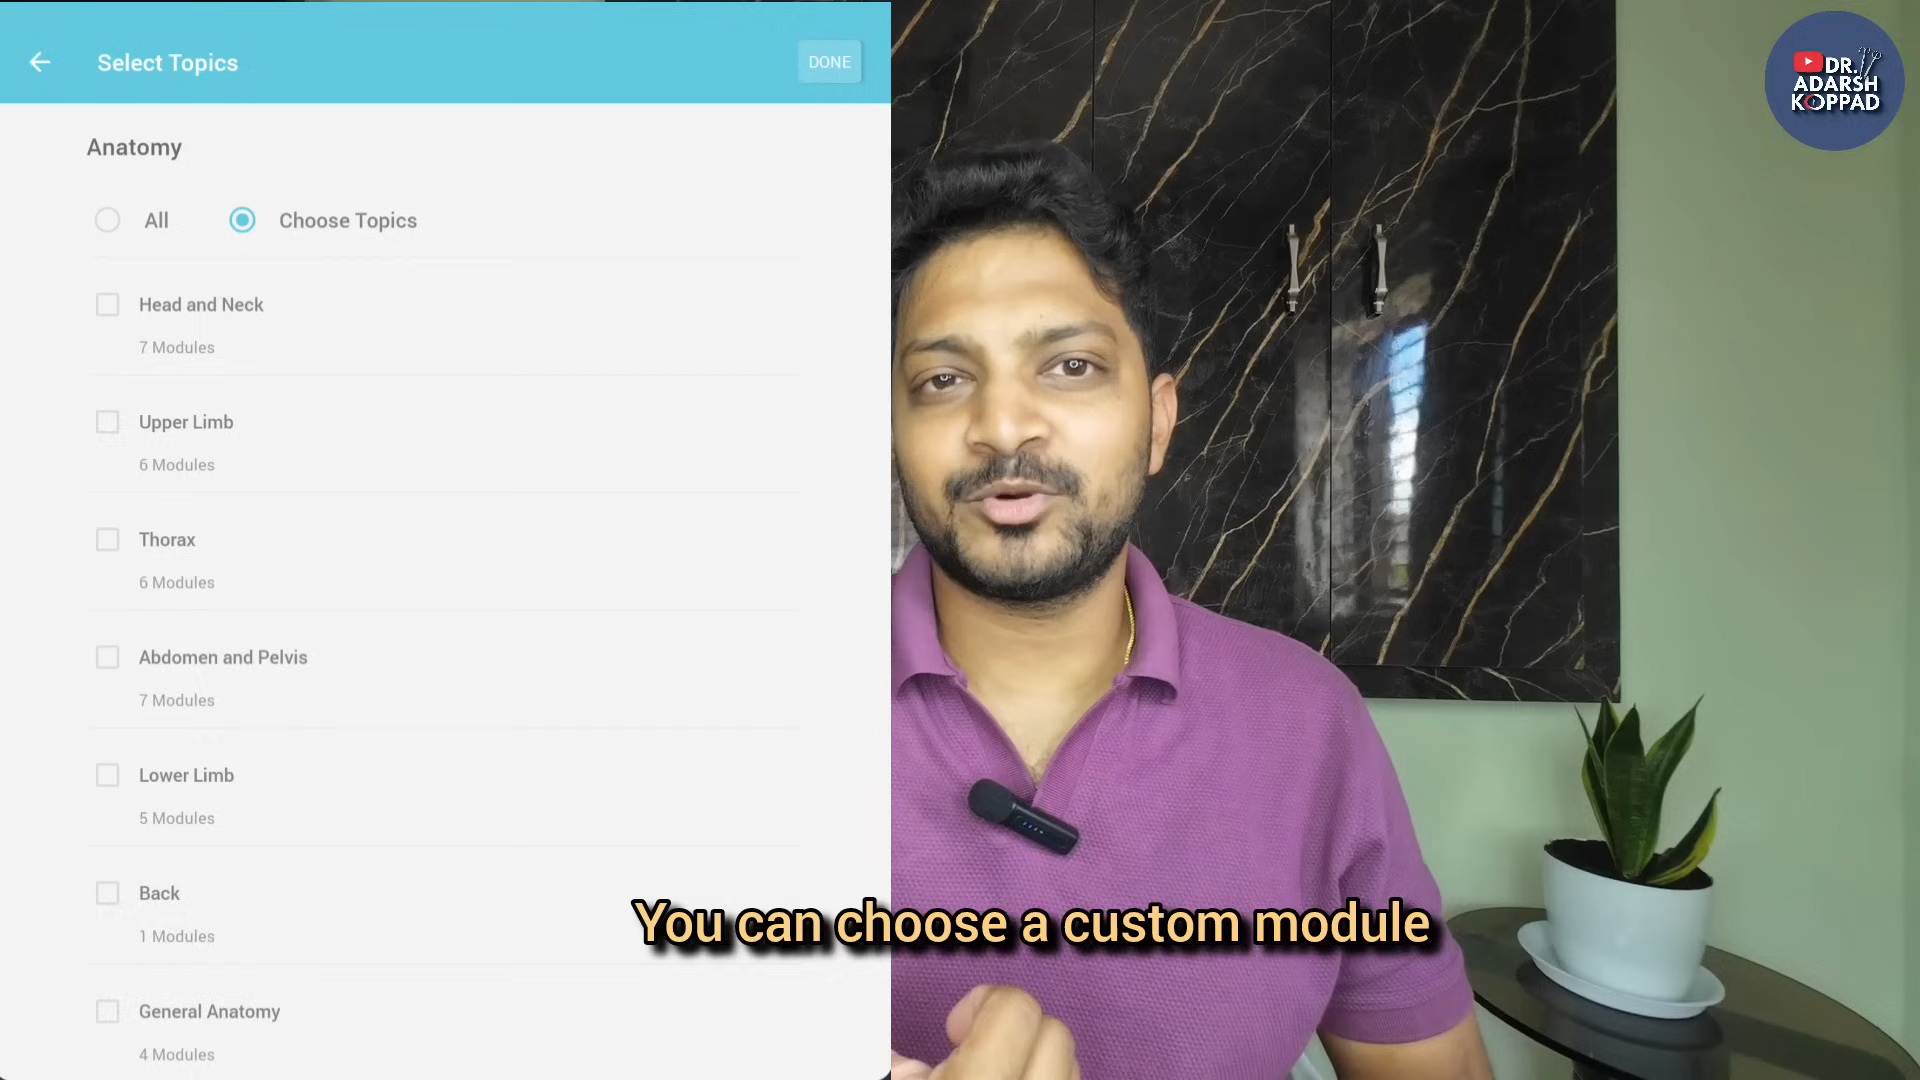 Select Topics
DONE
Anatomy
All
Choose Topics
Head and Neck
7 Modules
Upper Limb
6 Modules
Thorax
6 Modules
Abdomen and Pelvis
7 Modules
Lower Limb
5 Modules
Back
1 Modules
General Anatomy
4 Modules
You can choose a custom module
DR.
ADARSH
KOPPAD